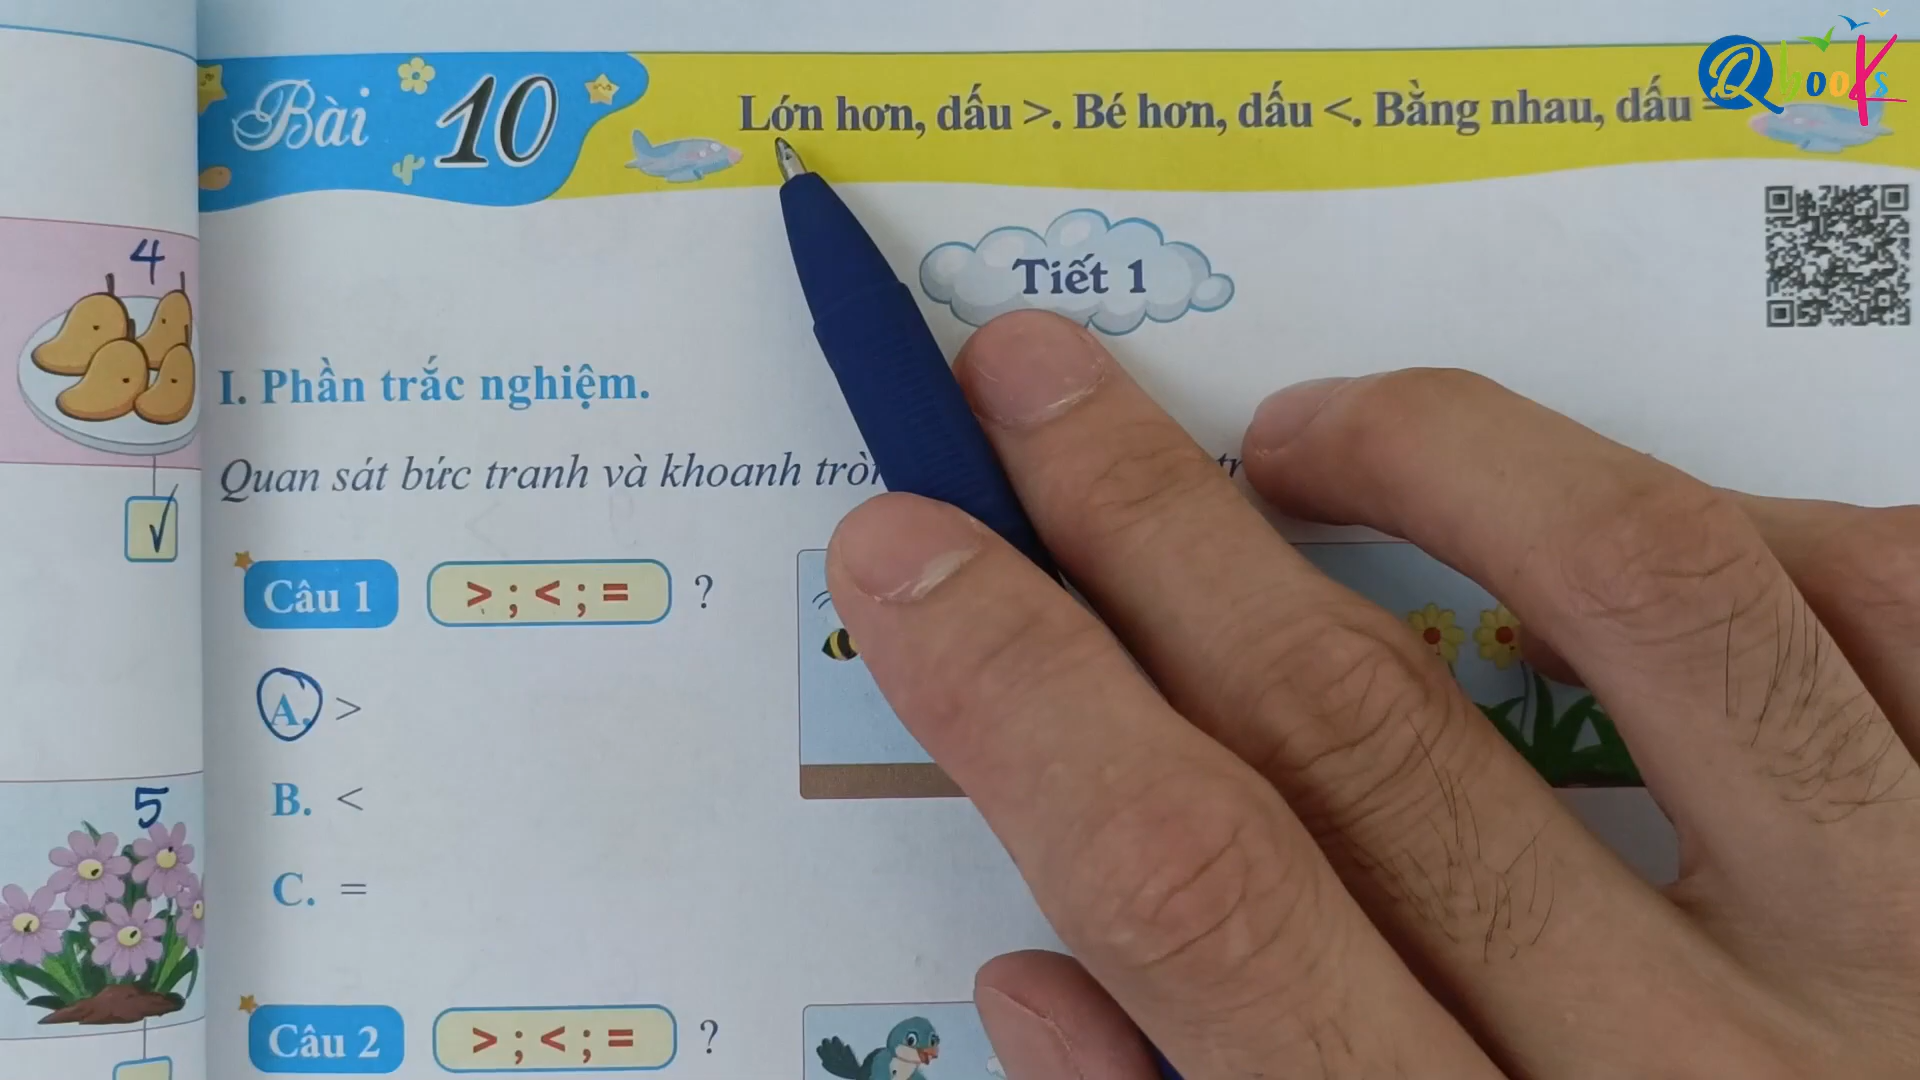 Qbooks
Bài 10
Lớn hơn, dấu >. Bé hơn, dấu <. Bằng nhau, dấu =
Tiết 1
4
I. Phần trắc nghiệm.
Quan sát bức tranh và khoanh tròn
Câu 1 > ; < ; = ?
A. >
B. <
C. =
5
Câu 2 > ; < ; = ?